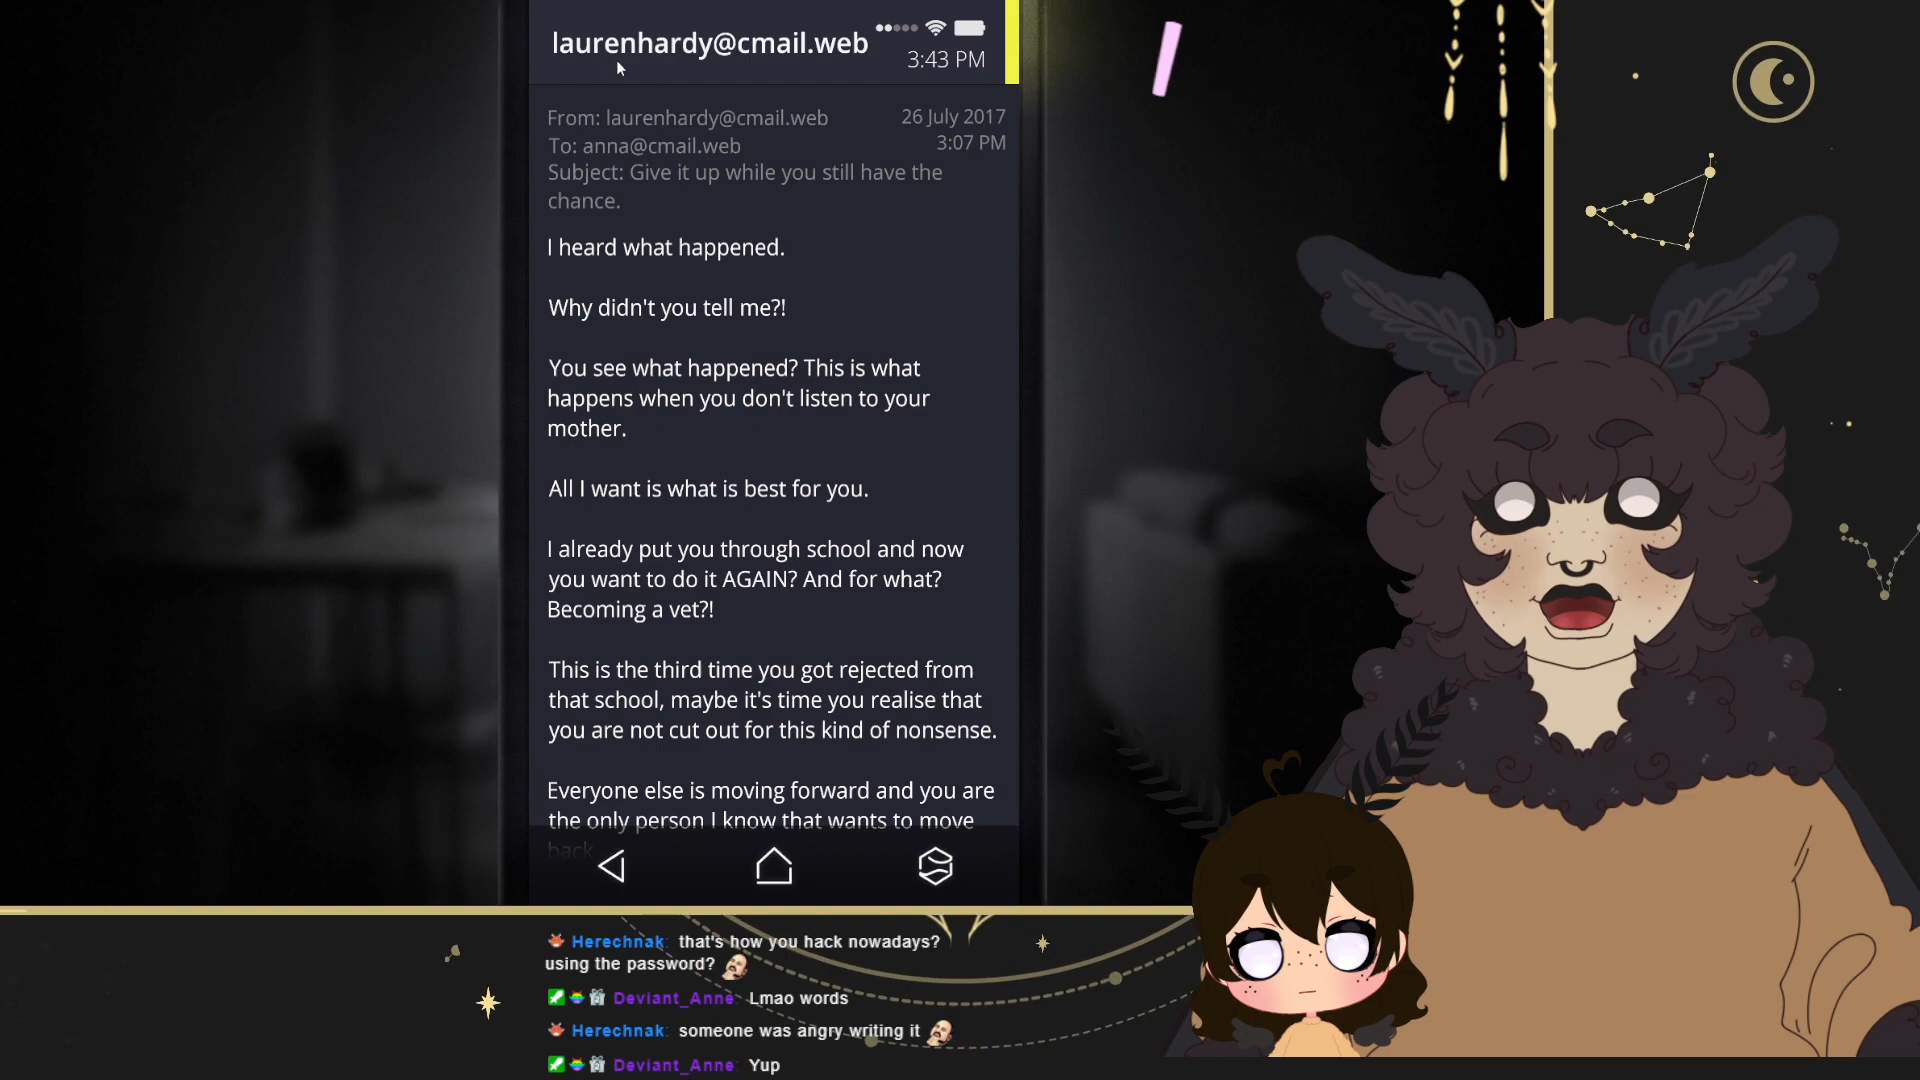 laurenhardy@cmail.web
3:43 PM
From: laurenhardy@cmail.web
26 July 2017
To: anna@cmail.web
3:07 PM
Subject: Give it up while you still have the
chance.
I heard what happened.
Why didn't you tell me?!
You see what happened? This is what
happens when you don't listen to your
mother.
All I want is what is best for you.
I already put you through school and now
you want to do it AGAIN? And for what?
Becoming a vet?!
This is the third time you got rejected from
that school, maybe it's time you realise that
you are not cut out for this kind of nonsense.
Everyone else is moving forward and you are
the only person I know that wants to move
back
Herechnak: that's how you hack nowadays?
using the password?
Deviant_Anne: Lmao words
Herechnak: someone was angry writing it
Deviant_Anne: Yup